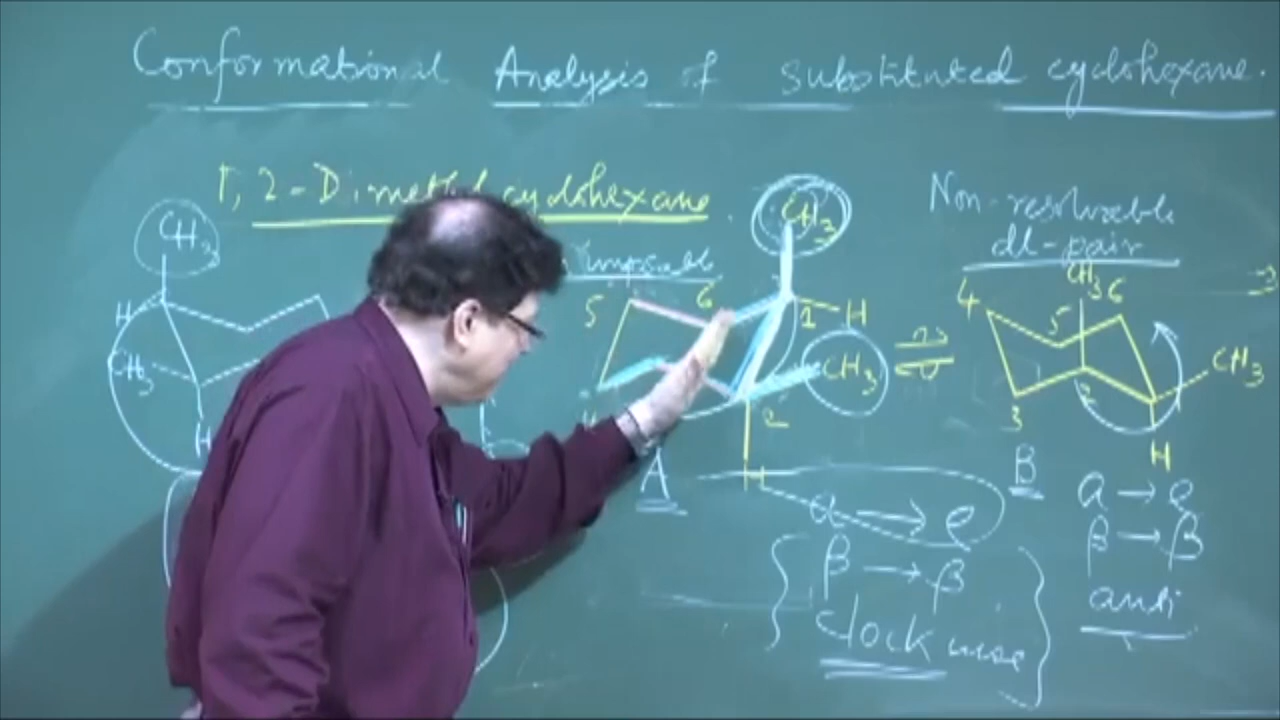 Conformational Analysis of substituted cyclohexane.
1, 2 - Dimethylcyclohexane.
Non-resolvable
dl-pair
CH3
H
CH3
H
5
6
CH3
1
H
CH3
2
H
A
4
5
CH3
6
3
2
CH3
H
B
a → e
β → β
clockwise
a → e
β → β
anti